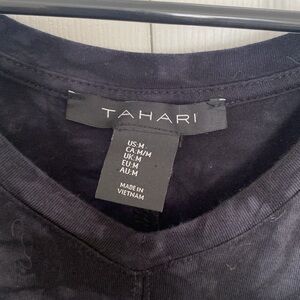 TAHARI
US:M
CA:M/M
UK:M
EU:M
AU:M
MADE IN
VIETNAM